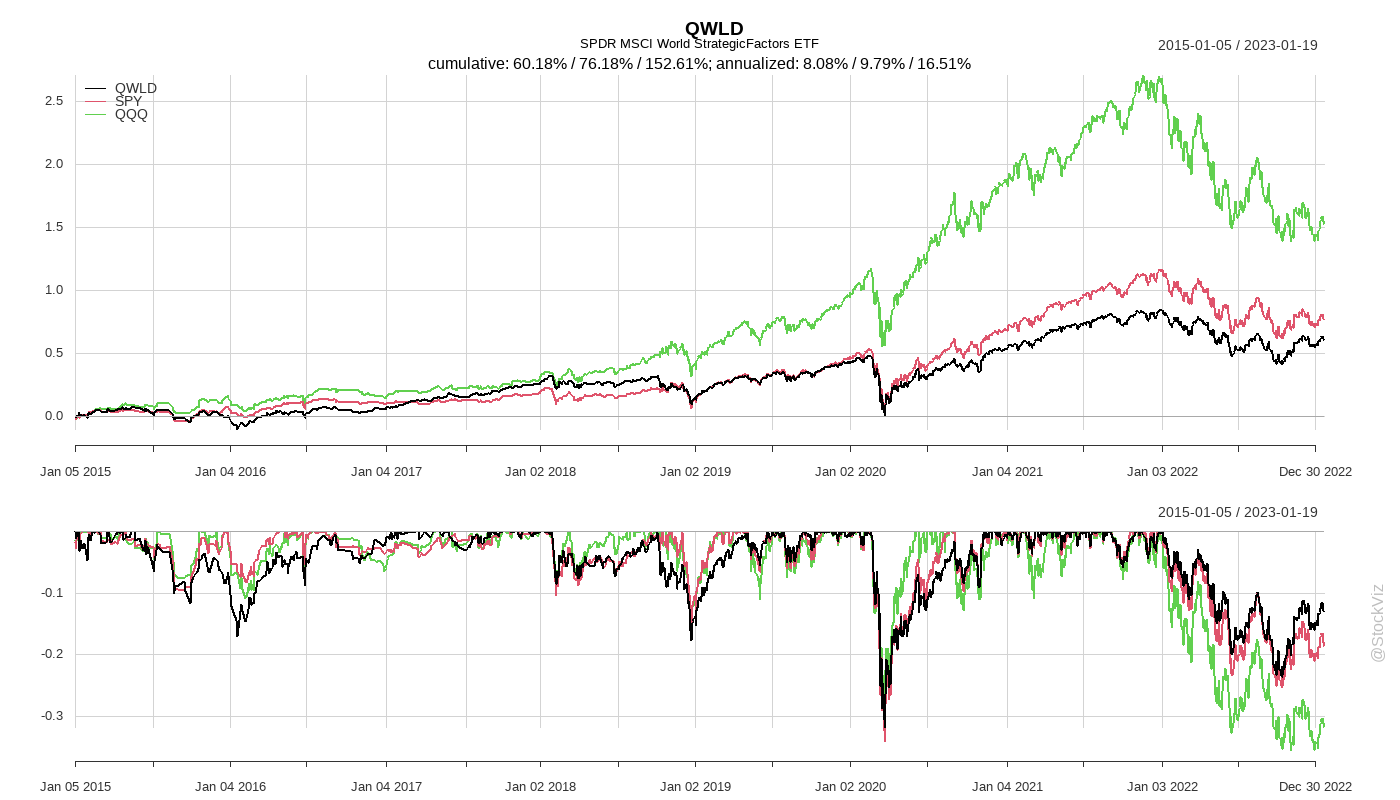 QWLD
SPDR MSCI World StrategicFactors ETF
2015-01-05 / 2023-01-19
cumulative: 60.18% / 76.18% / 152.61%; annualized: 8.08% / 9.79% / 16.51%
QWLD
SPY
QQQ
2.5
2.0
1.5
1.0
0.5
0.0
Jan 05 2015 Jan 04 2016 Jan 04 2017 Jan 02 2018 Jan 02 2019 Jan 02 2020 Jan 04 2021 Jan 03 2022 Dec 30 2022
2015-01-05 / 2023-01-19
-0.1
-0.2
-0.3
Jan 05 2015 Jan 04 2016 Jan 04 2017 Jan 02 2018 Jan 02 2019 Jan 02 2020 Jan 04 2021 Jan 03 2022 Dec 30 2022
@StockViz